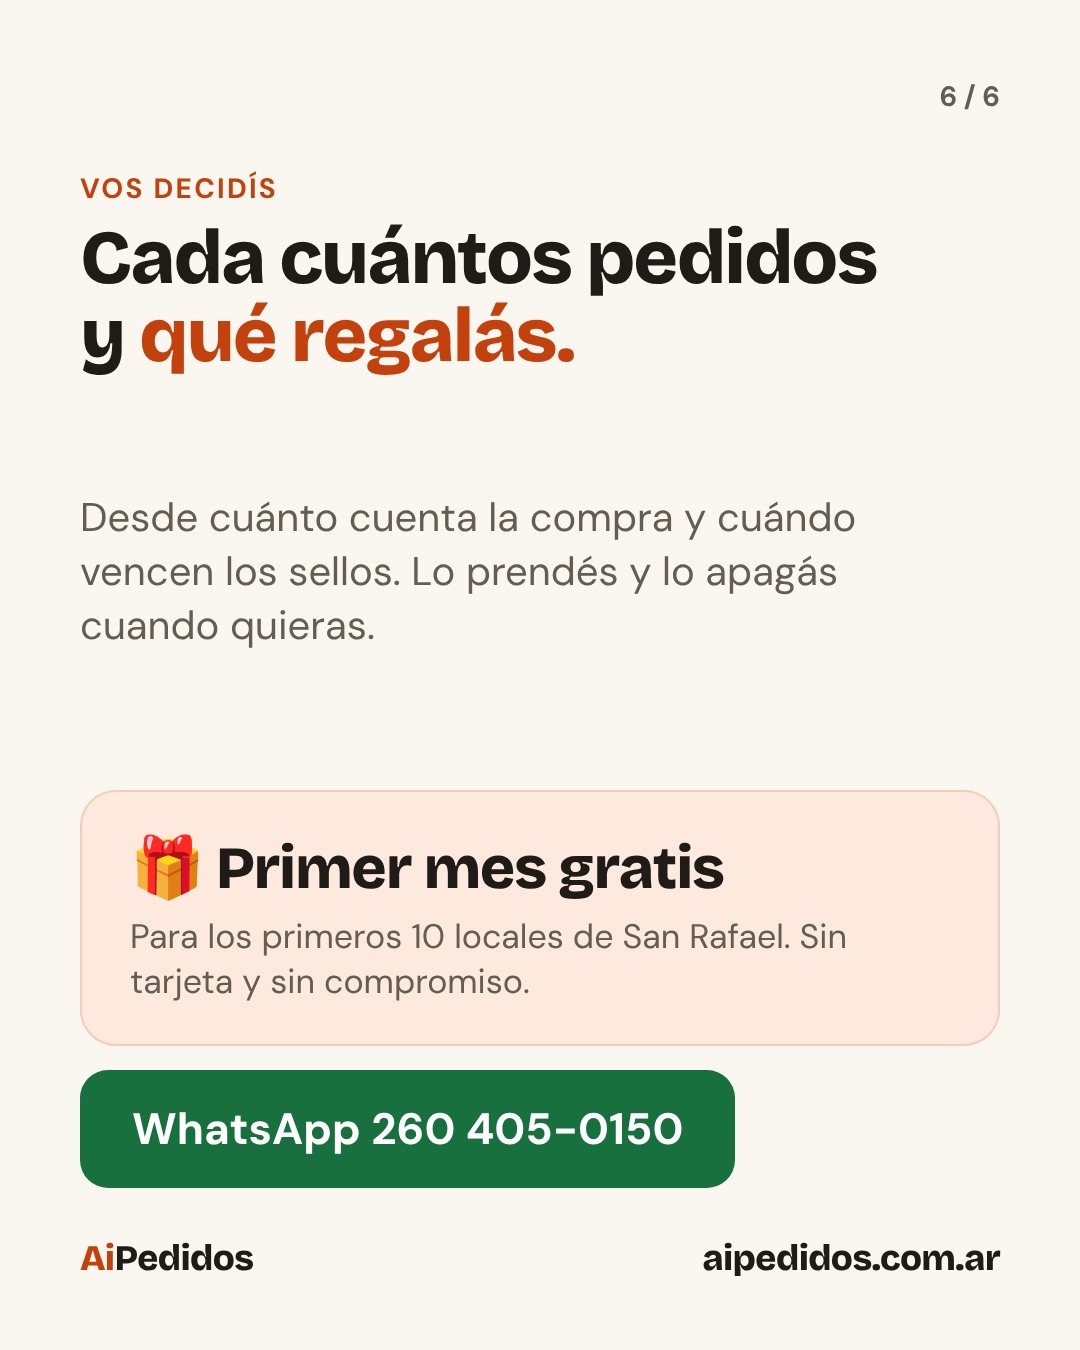 6 / 6
VOS DECIDÍS
Cada cuántos pedidos
y qué regalás.
Desde cuánto cuenta la compra y cuándo
vencen los sellos. Lo prendés y lo apagás
cuando quieras.
🎁 Primer mes gratis
Para los primeros 10 locales de San Rafael. Sin
tarjeta y sin compromiso.
WhatsApp 260 405-0150
AiPedidos
aipedidos.com.ar